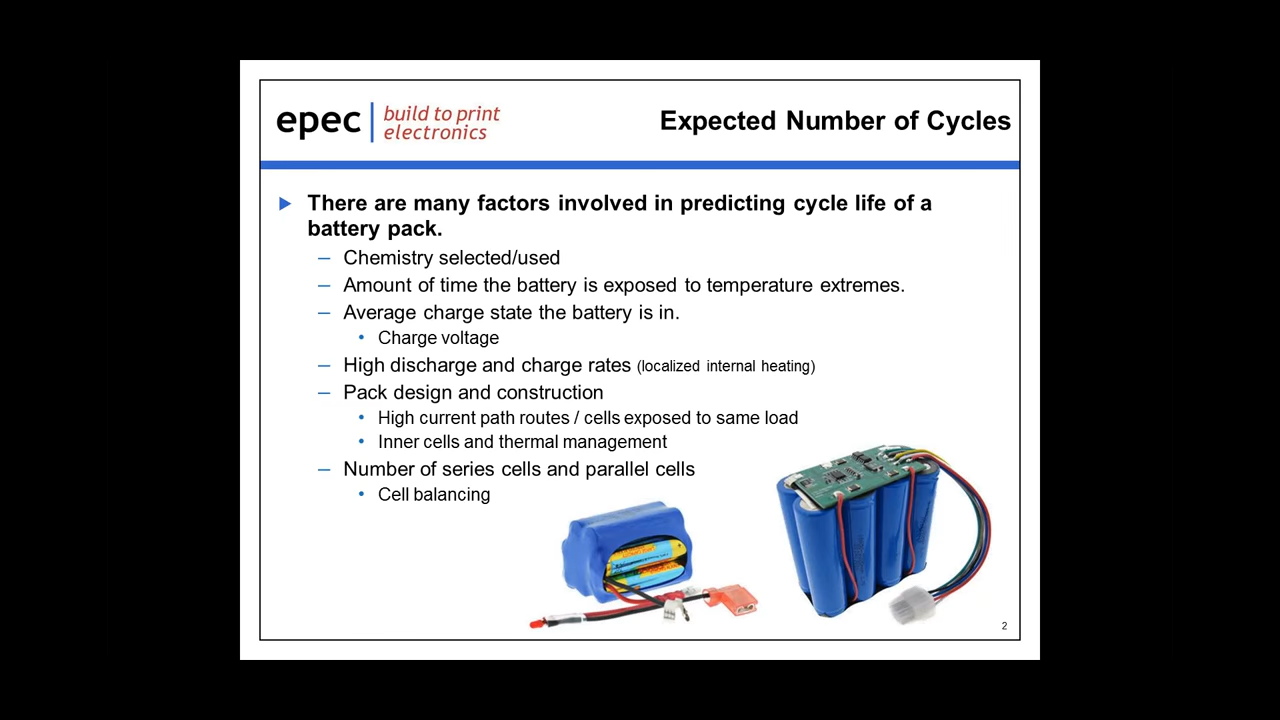 epec
build to print
electronics
Expected Number of Cycles
There are many factors involved in predicting cycle life of a
battery pack.
– Chemistry selected/used
– Amount of time the battery is exposed to temperature extremes.
– Average charge state the battery is in.
• Charge voltage
– High discharge and charge rates (localized internal heating)
– Pack design and construction
• High current path routes / cells exposed to same load
• Inner cells and thermal management
– Number of series cells and parallel cells
• Cell balancing
2